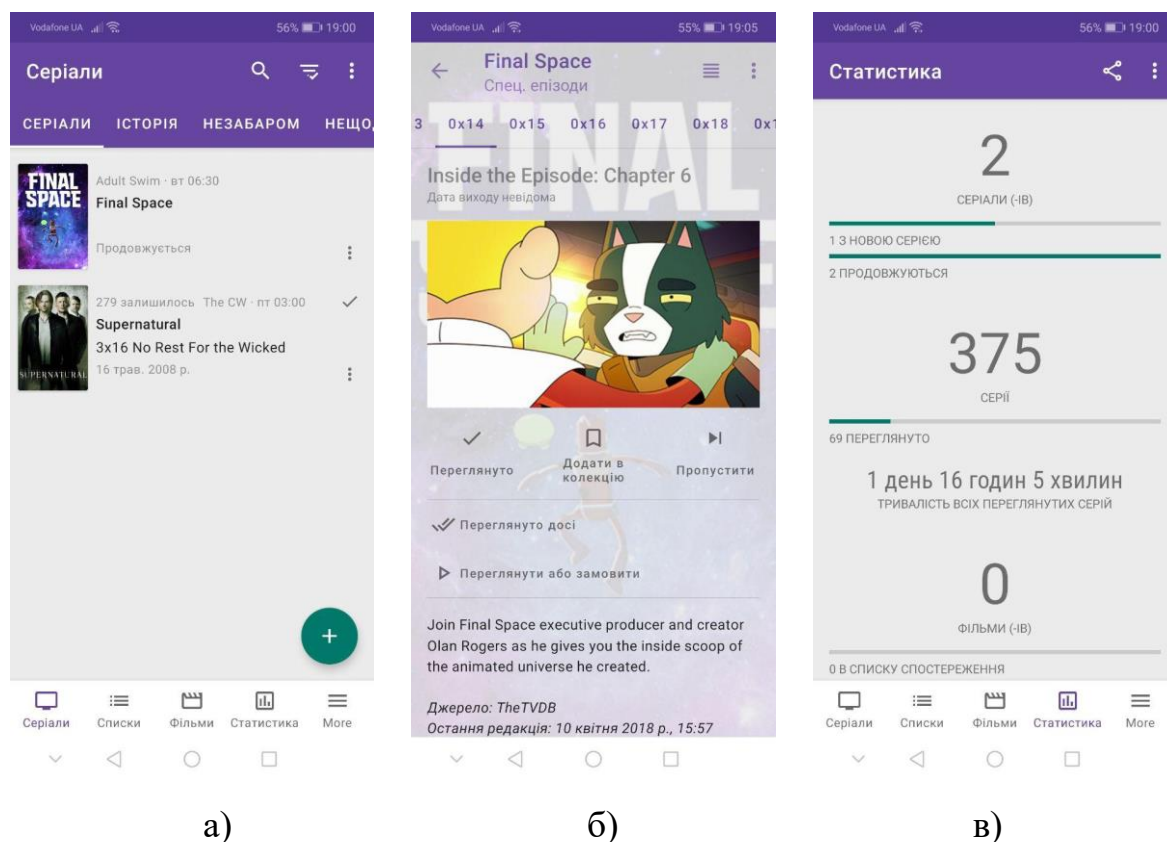 Vodafone UA
56% 19:00
Серіали
СЕРІАЛИ ІСТОРІЯ НЕЗАБАРОМ НЕЩО
FINAL SPACE
Adult Swim · вт 06:30
Final Space
Продовжується
SUPERNATURAL
279 залишилось The CW · пт 03:00
Supernatural
3x16 No Rest For the Wicked
16 трав. 2008 р.
+
Серіали Списки Фільми Статистика More
а)
Vodafone UA
55% 19:05
Final Space
Спец. епізоди
3 0x14 0x15 0x16 0x17 0x18 0x1
FINAL
Inside the Episode: Chapter 6
Дата виходу невідома
Переглянуто
Додати в
колекцію
Пропустити
Переглянуто досі
Переглянути або замовити
Join Final Space executive producer and creator
Olan Rogers as he gives you the inside scoop of
the animated universe he created.
Джерело: TheTVDB
Остання редакція: 10 квітня 2018 р., 15:57
б)
Vodafone UA
56% 19:00
Статистика
2
СЕРІАЛИ (-ІВ)
1 З НОВОЮ СЕРІЄЮ
2 ПРОДОВЖУЮТЬСЯ
375
СЕРІЇ
69 ПЕРЕГЛЯНУТО
1 день 16 годин 5 хвилин
ТРИВАЛІСТЬ ВСІХ ПЕРЕГЛЯНУТИХ СЕРІЙ
0
ФІЛЬМИ (-ІВ)
0 В СПИСКУ СПОСТЕРЕЖЕННЯ
Серіали Списки Фільми Статистика More
в)